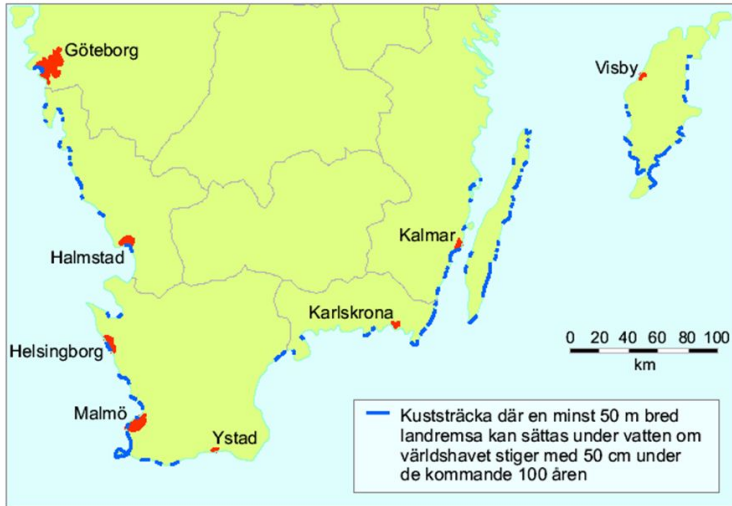 Göteborg
Visby
Halmstad
Kalmar
Karlskrona
Helsingborg
Malmö
Ystad
0 20 40 60 80 100
km
Kuststräcka där en minst 50 m bred
landremsa kan sättas under vatten om
världshavet stiger med 50 cm under
de kommande 100 åren